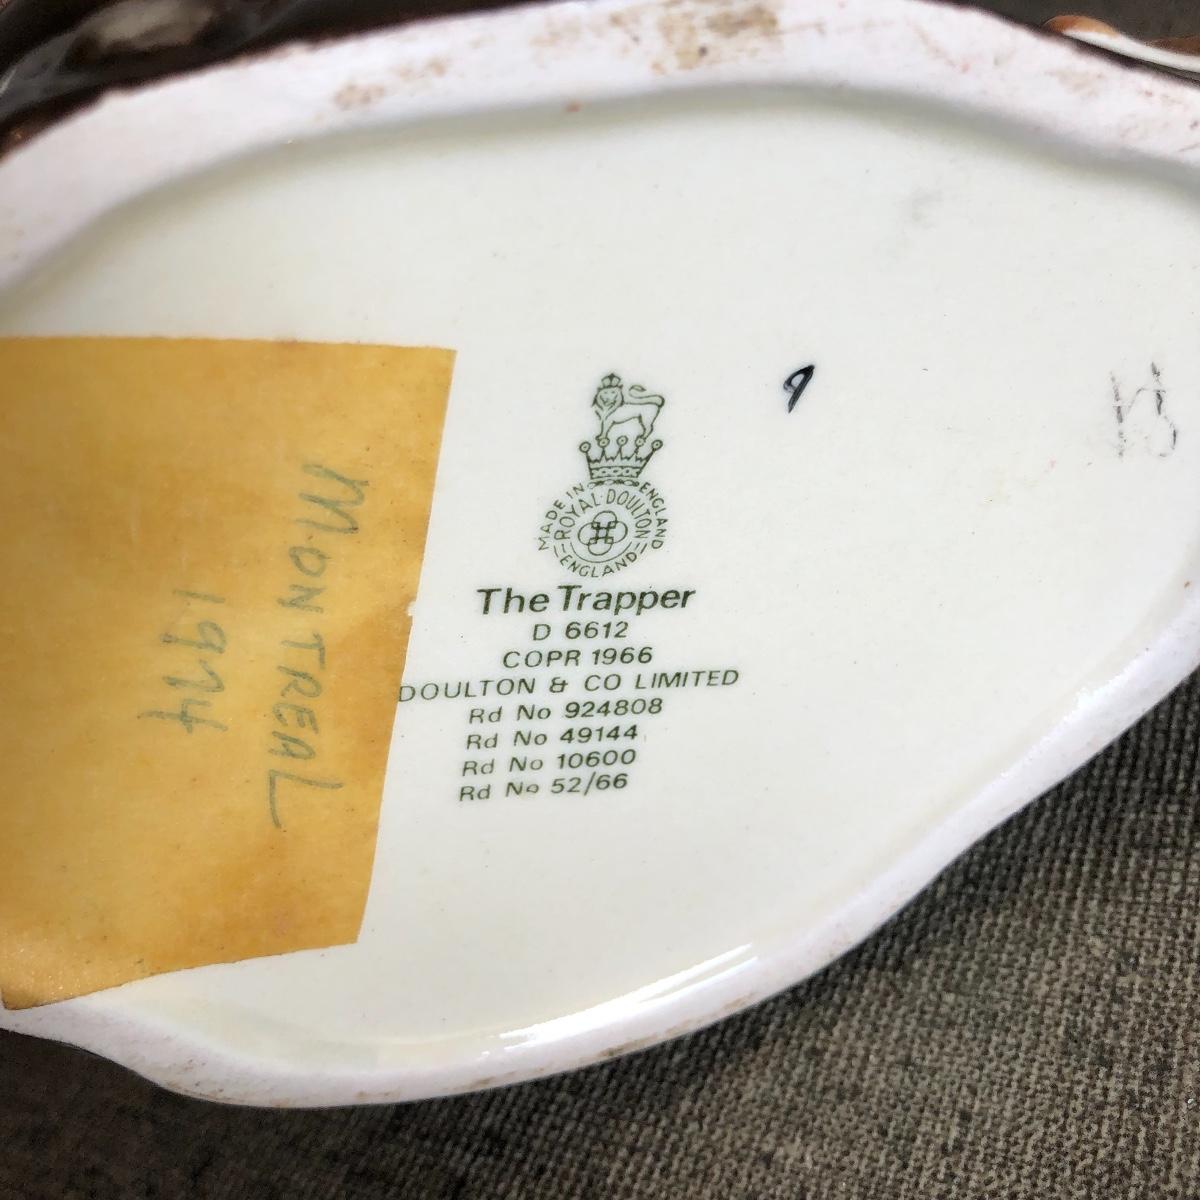 MONTREAL
1974
9
MADE IN ENGLAND
ROYAL DOULTON
ENGLAND
The Trapper
D 6612
COPR 1966
DOULTON & CO LIMITED
Rd No 924808
Rd No 49144
Rd No 10600
Rd No 52/66